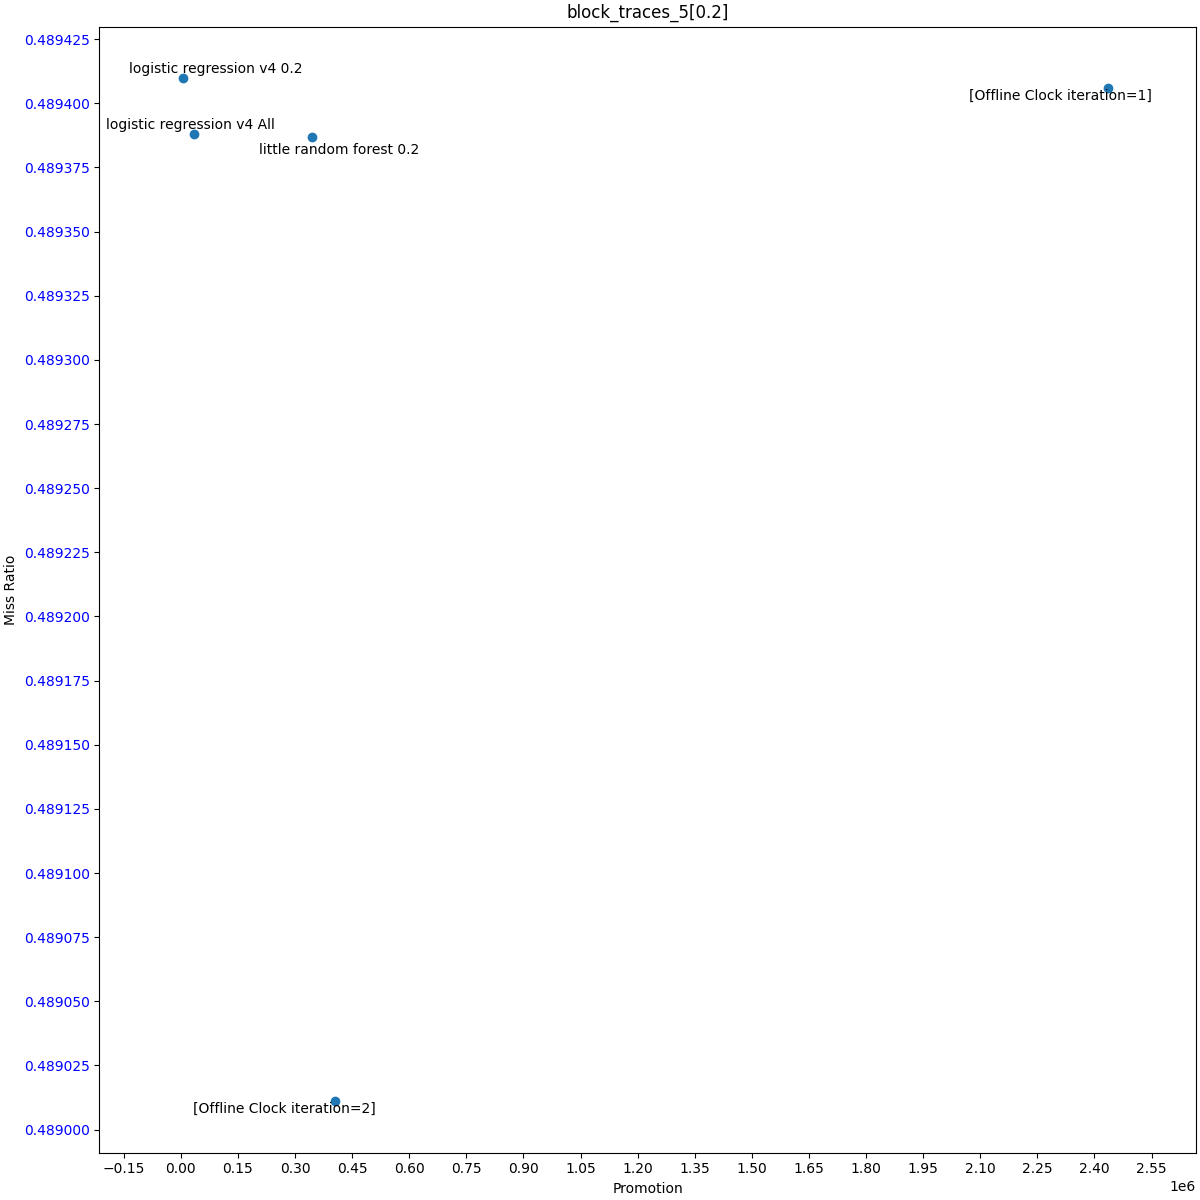 block_traces_5[0.2]
0.489425
logistic regression v4 0.2
[Offline Clock iteration=1]
0.489400
logistic regression v4 All
little random forest 0.2
0.489375
0.489350
0.489325
0.489300
0.489275
0.489250
0.489225
Miss Ratio
0.489200
0.489175
0.489150
0.489125
0.489100
0.489075
0.489050
0.489025
[Offline Clock iteration=2]
0.489000
−0.15 0.00 0.15 0.30 0.45 0.60 0.75 0.90 1.05 1.20 1.35 1.50 1.65 1.80 1.95 2.10 2.25 2.40 2.55
1e6
Promotion